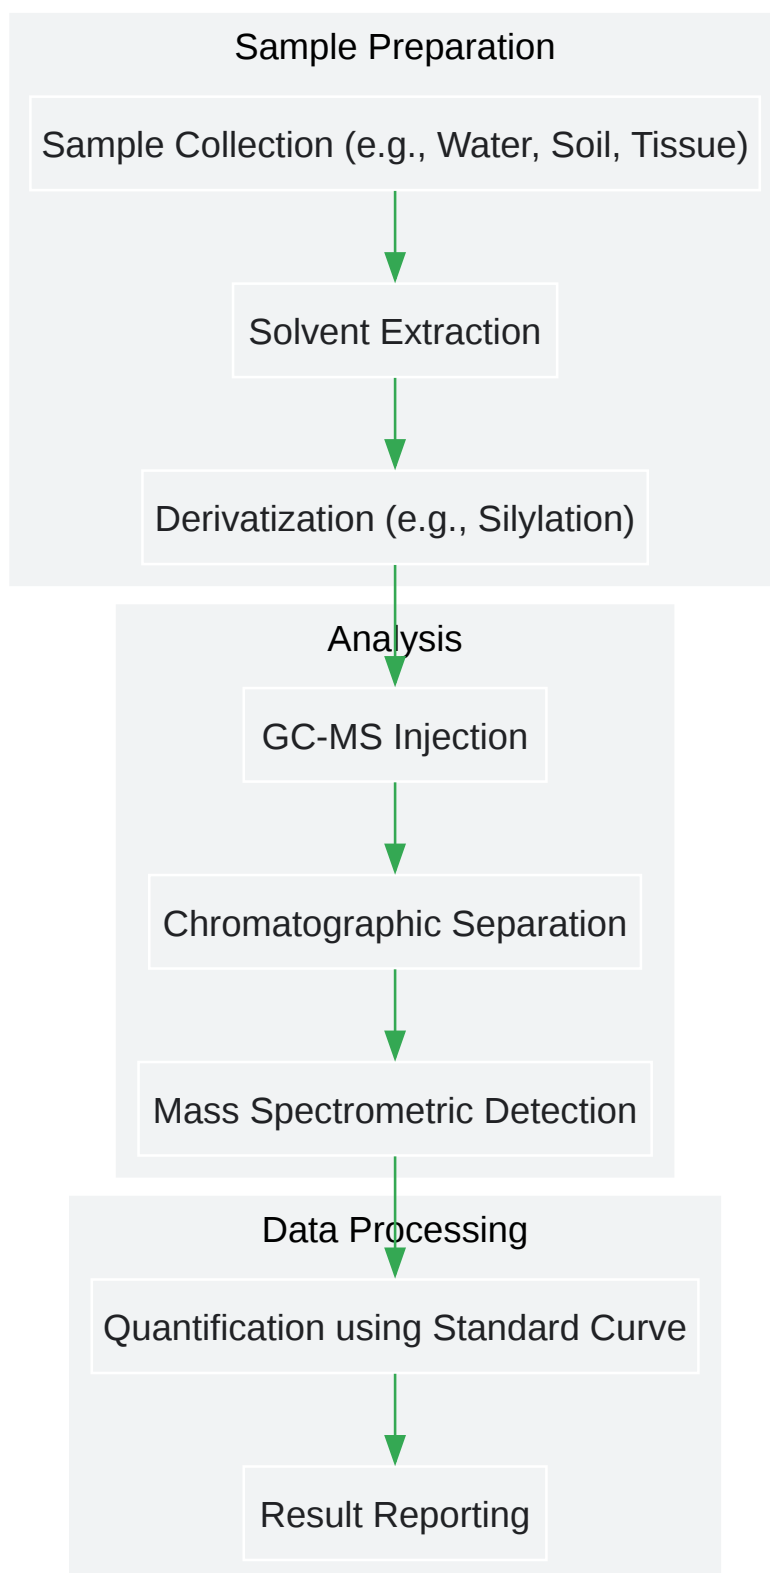 Sample Preparation
Sample Collection (e.g., Water, Soil, Tissue)
Solvent Extraction
Derivatization (e.g., Silylation)
Analysis
GC-MS Injection
Chromatographic Separation
Mass Spectrometric Detection
Data Processing
Quantification using Standard Curve
Result Reporting